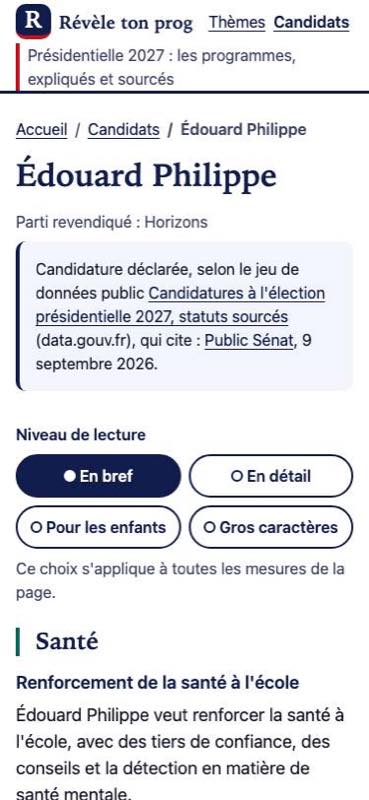 R Révèle ton prog Thèmes Candidats
Présidentielle 2027 : les programmes,
expliqués et sourcés
Accueil / Candidats / Édouard Philippe
Édouard Philippe
Parti revendiqué : Horizons
Candidature déclarée, selon le jeu de
données public Candidatures à l'élection
présidentielle 2027, statuts sourcés
(data.gouv.fr), qui cite : Public Sénat, 9
septembre 2026.
Niveau de lecture
En bref
En détail
Pour les enfants
Gros caractères
Ce choix s'applique à toutes les mesures de la
page.
Santé
Renforcement de la santé à l'école
Édouard Philippe veut renforcer la santé à
l'école, avec des tiers de confiance, des
conseils et la détection en matière de
santé mentale.